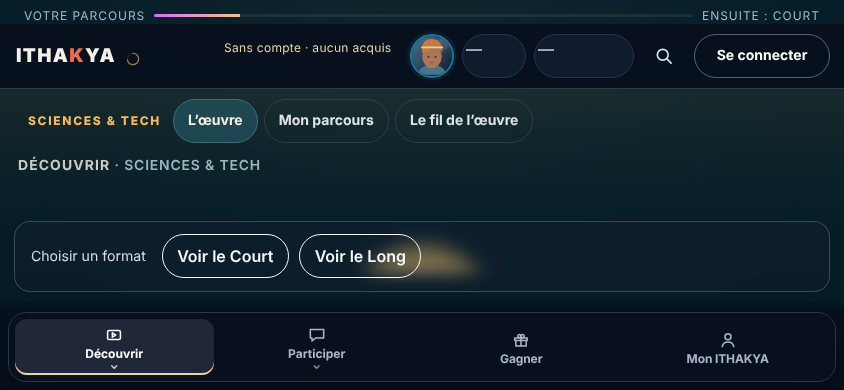 VOTRE PARCOURS ENSUITE : COURT
ITHAKYA Sans compte · aucun acquis — — Se connecter
SCIENCES & TECH L’œuvre Mon parcours Le fil de l’œuvre
DÉCOUVRIR · SCIENCES & TECH
Choisir un format Voir le Court Voir le Long
Découvrir Participer Gagner Mon ITHAKYA